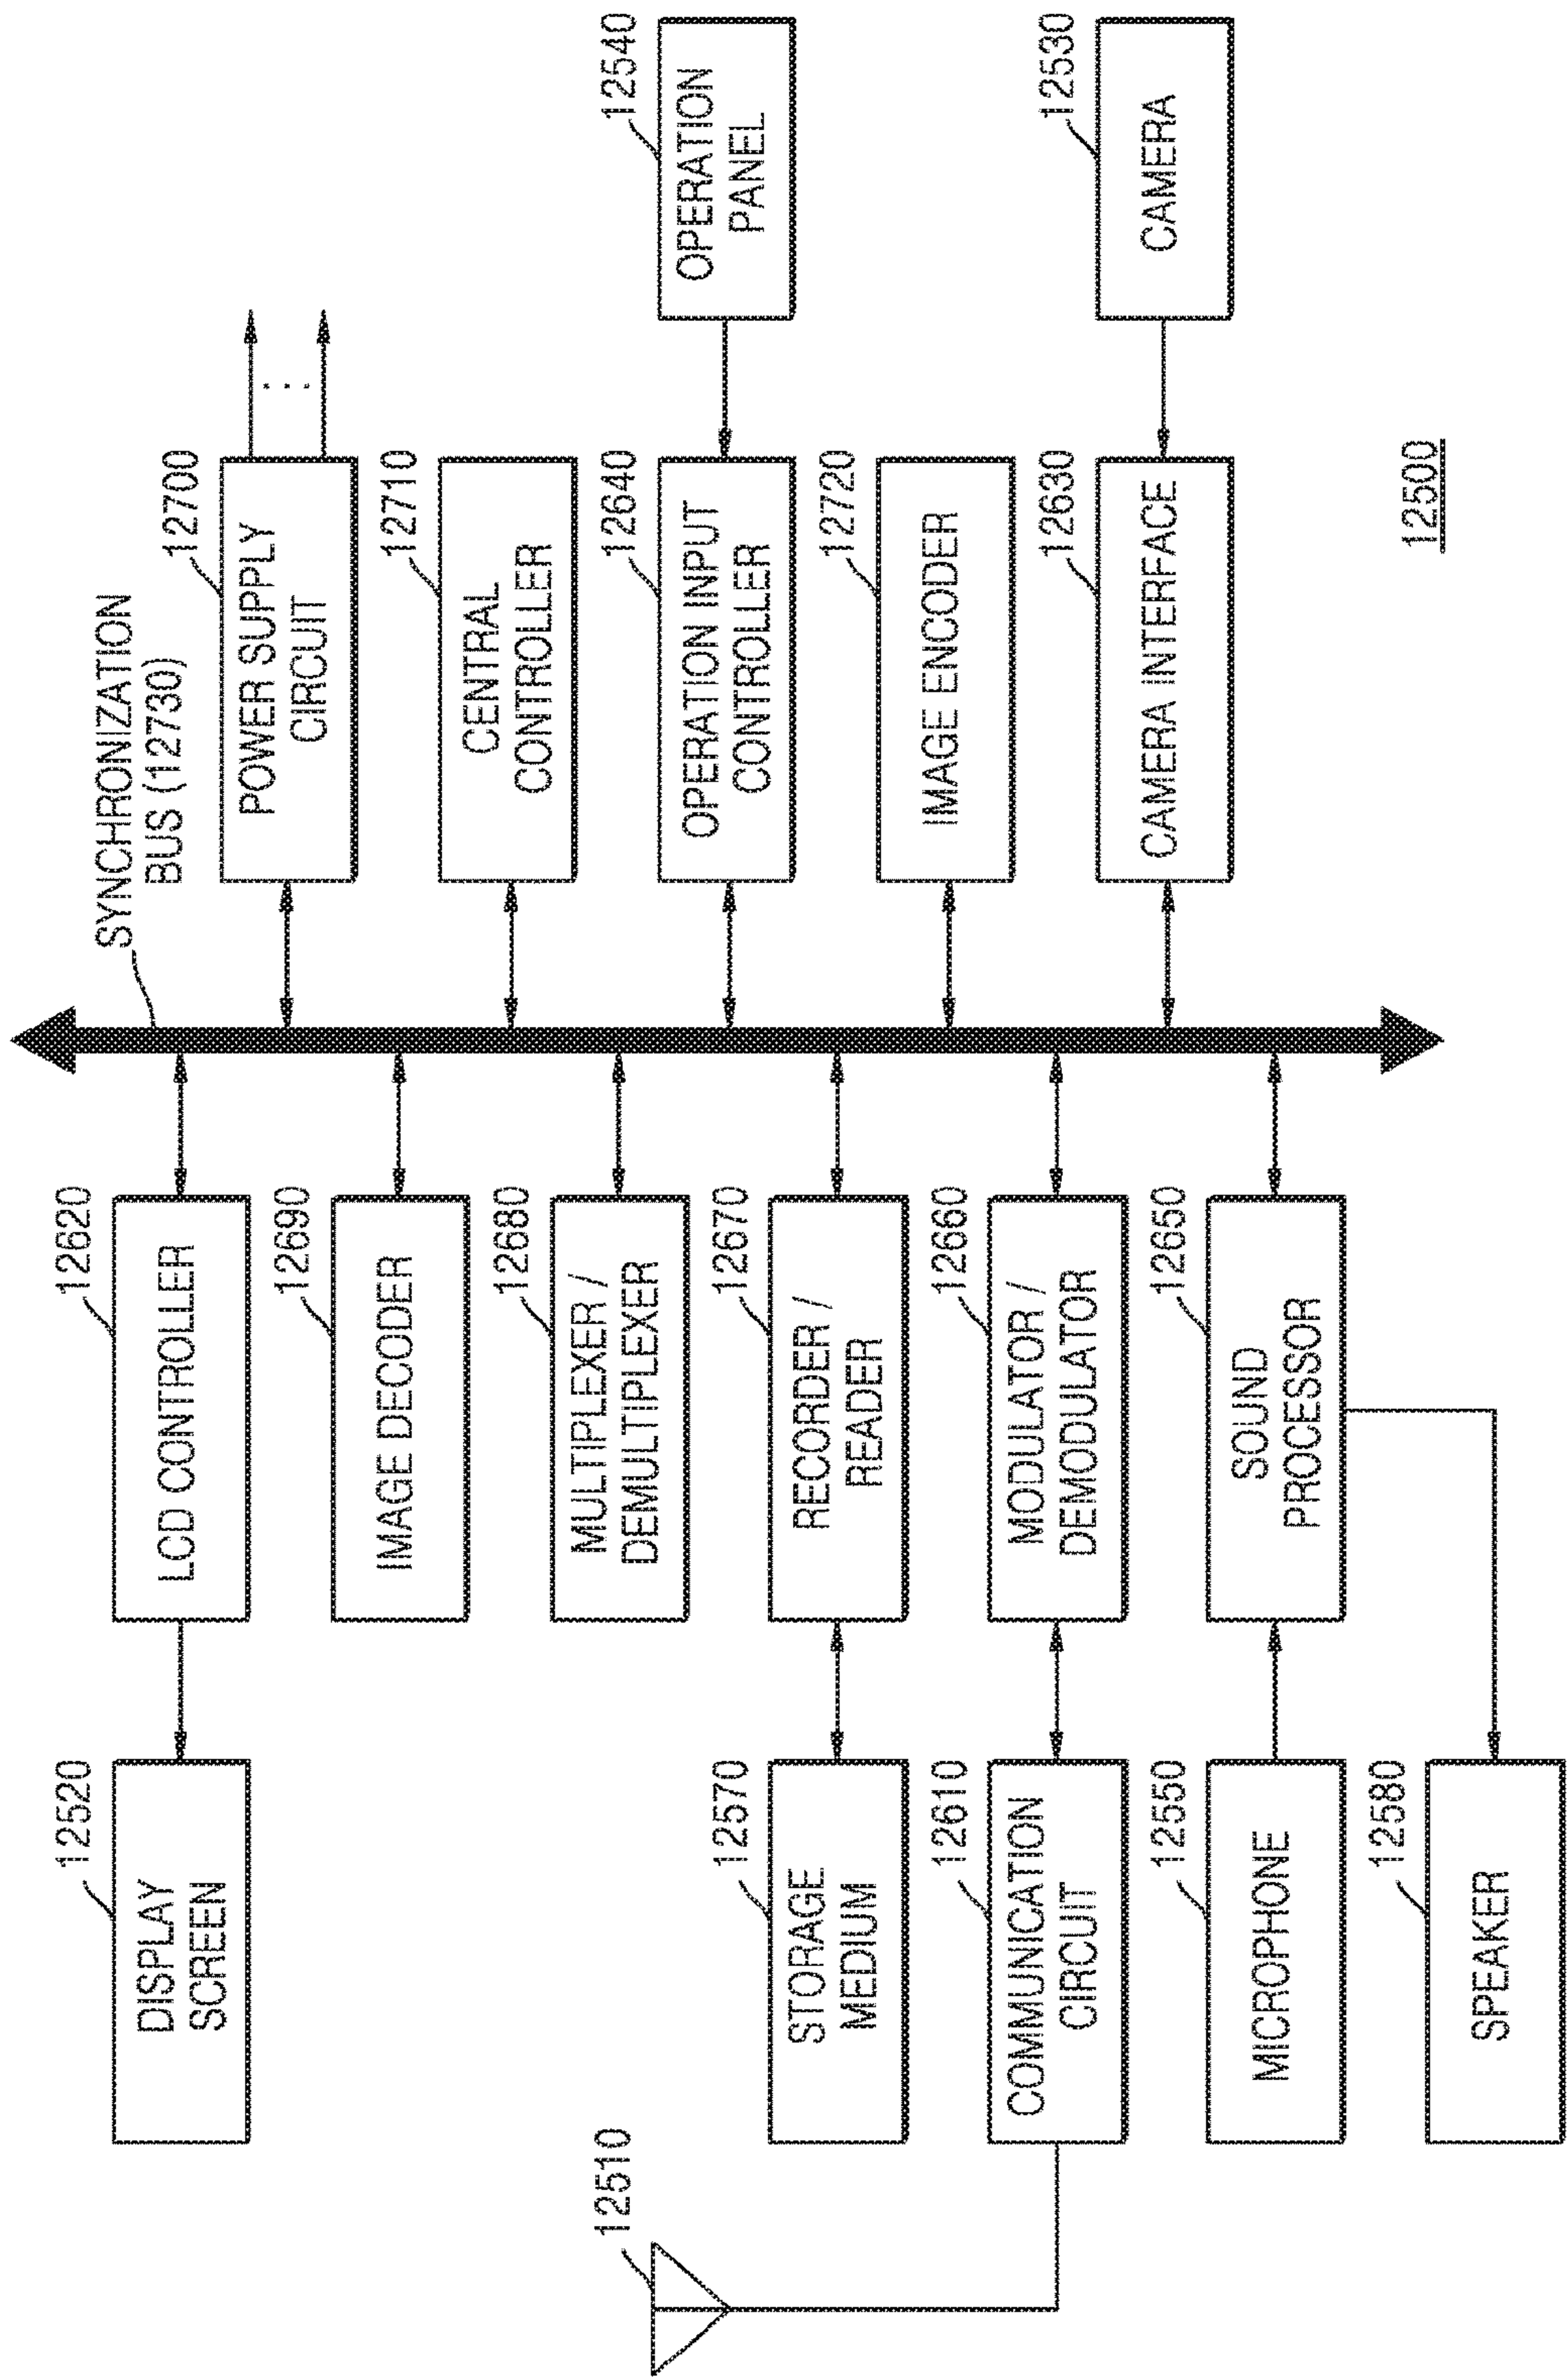 12520
DISPLAY
SCREEN
12620
LCD CONTROLLER
SYNCHRONIZATION
BUS (12730)
12700
POWER SUPPLY
CIRCUIT
...
12690
IMAGE DECODER
12710
CENTRAL
CONTROLLER
12510
12680
MULTIPLEXER /
DEMULTIPLEXER
12640
OPERATION INPUT
CONTROLLER
12540
OPERATION
PANEL
12570
STORAGE
MEDIUM
12670
RECORDER /
READER
12720
IMAGE ENCODER
12610
COMMUNICATION
CIRCUIT
12660
MODULATOR /
DEMODULATOR
12630
CAMERA INTERFACE
12530
CAMERA
12550
MICROPHONE
12650
SOUND
PROCESSOR
12580
SPEAKER
12500